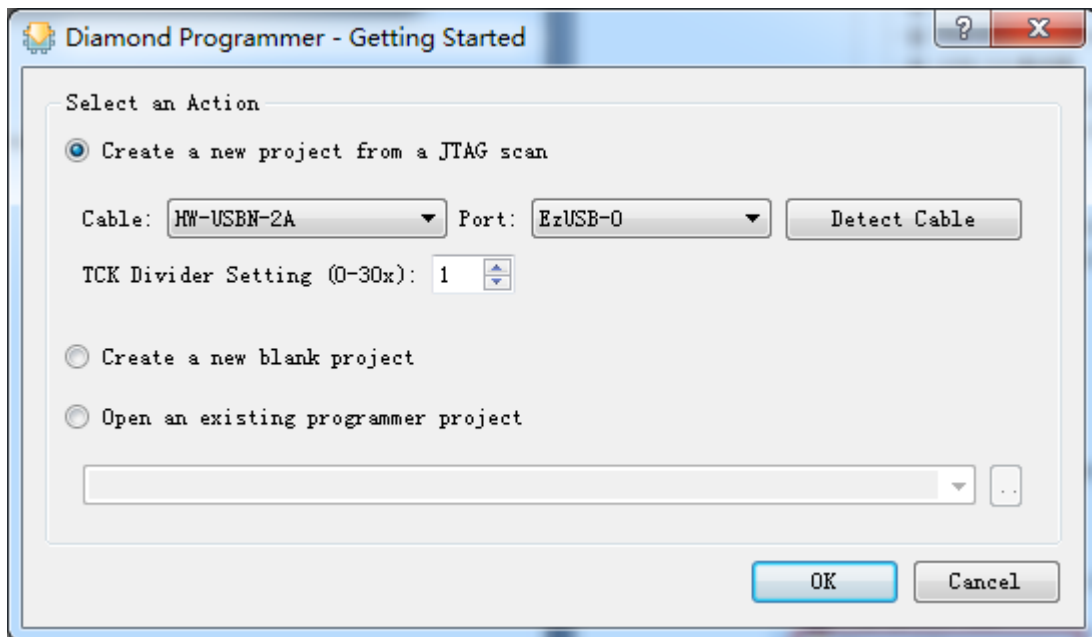 Diamond Programmer - Getting Started
Select an Action
Create a new project from a JTAG scan
Cable: HW-USBN-2A Port: EzUSB-0 Detect Cable
TCK Divider Setting (0-30x): 1
Create a new blank project
Open an existing programmer project
..
OK Cancel